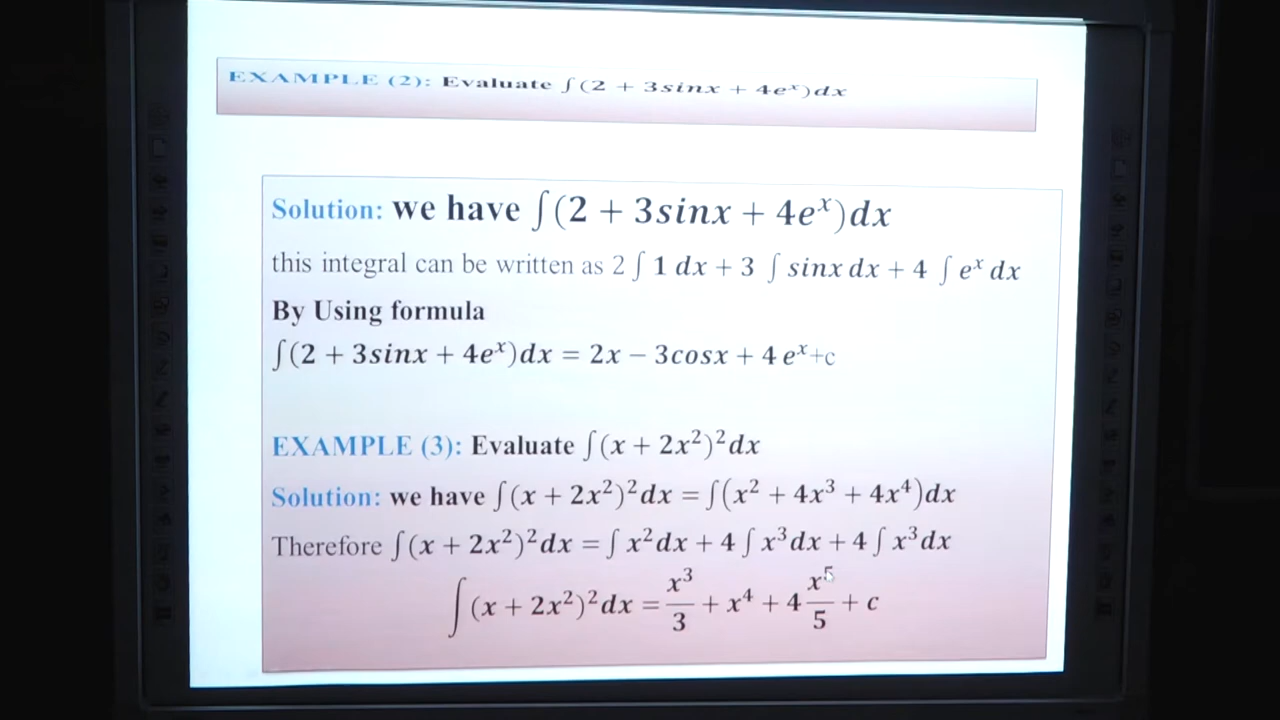 EXAMPLE (2): Evaluate ∫(2 + 3sinx + 4eˣ)dx
Solution: we have ∫(2 + 3sinx + 4eˣ)dx
this integral can be written as 2 ∫ 1 dx + 3 ∫ sinx dx + 4 ∫ eˣ dx
By Using formula
∫(2 + 3sinx + 4eˣ)dx = 2x − 3cosx + 4 eˣ+c
EXAMPLE (3): Evaluate ∫(x + 2x²)²dx
Solution: we have ∫(x + 2x²)²dx = ∫(x² + 4x³ + 4x⁴)dx
Therefore ∫(x + 2x²)²dx = ∫ x²dx + 4 ∫ x³dx + 4 ∫ x³dx
∫(x + 2x²)²dx = x³/3 + x⁴ + 4 x⁵/5 + c